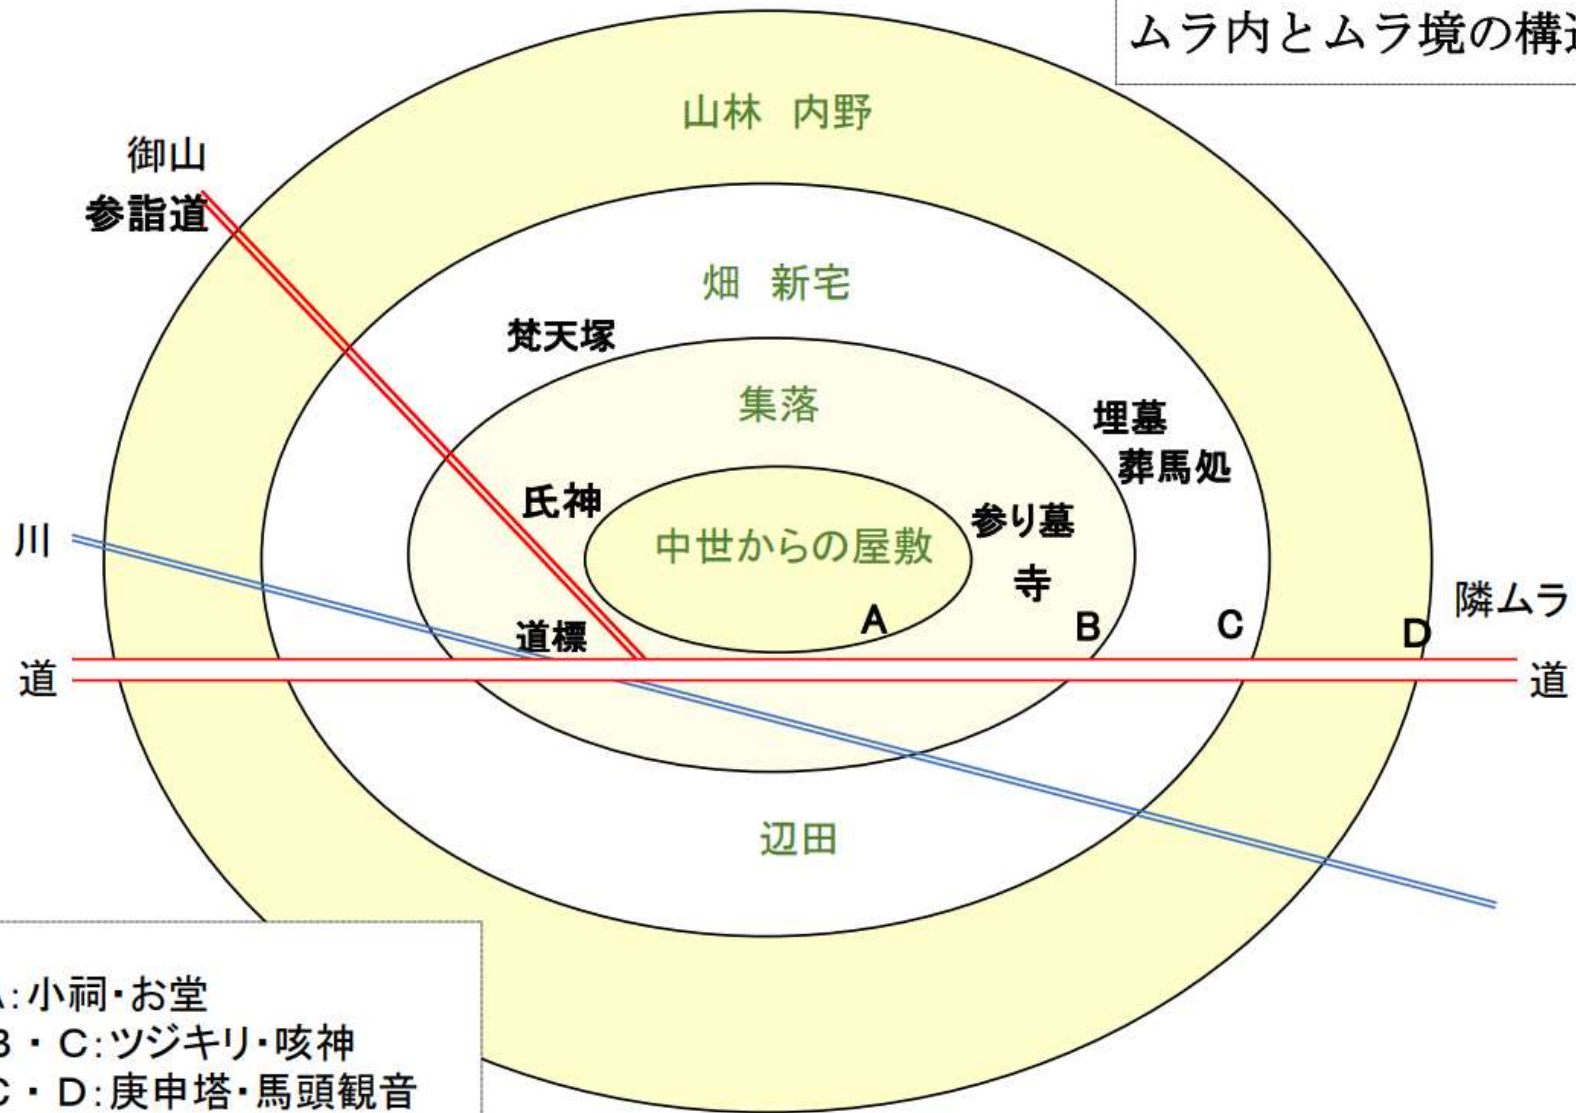 ムラ内とムラ境の構造
山林 内野
御山
参詣道
畑 新宅
梵天塚
集落
埋墓
葬馬処
氏神
中世からの屋敷
参り墓
寺
川
道標
A
B
C
D
隣ムラ
道
道
辺田
A:小祠・お堂
B・C:ツジキリ・咳神
C・D:庚申塔・馬頭観音